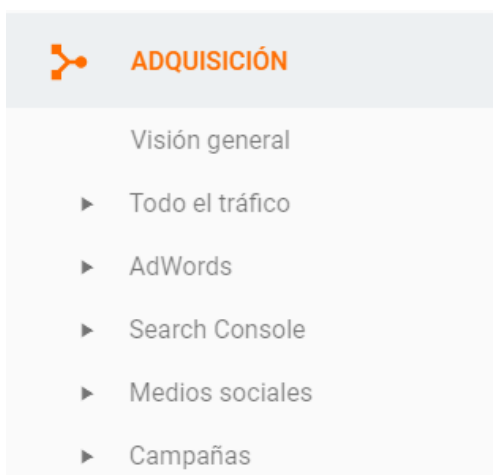 ADQUISICIÓN
Visión general
Todo el tráfico
AdWords
Search Console
Medios sociales
Campañas